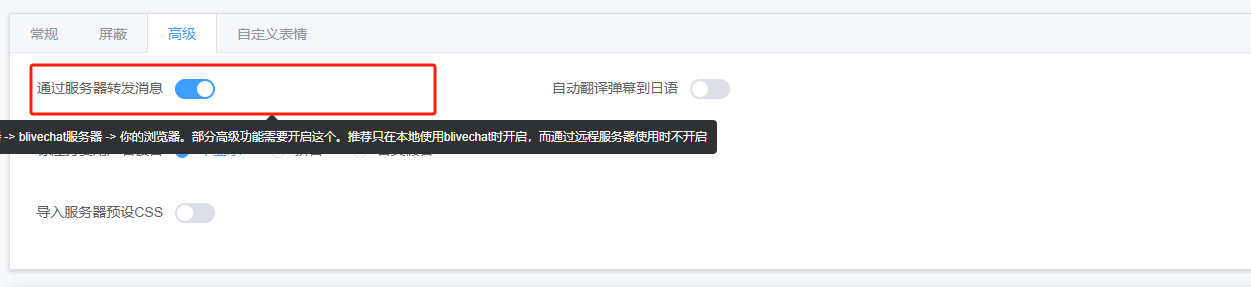 常规 屏蔽 高级 自定义表情
通过服务器转发消息 自动翻译弹幕到日语
-> blivechat服务器 -> 你的浏览器。部分高级功能需要开启这个。推荐只在本地使用blivechat时开启，而通过远程服务器使用时不开启
导入服务器预设CSS